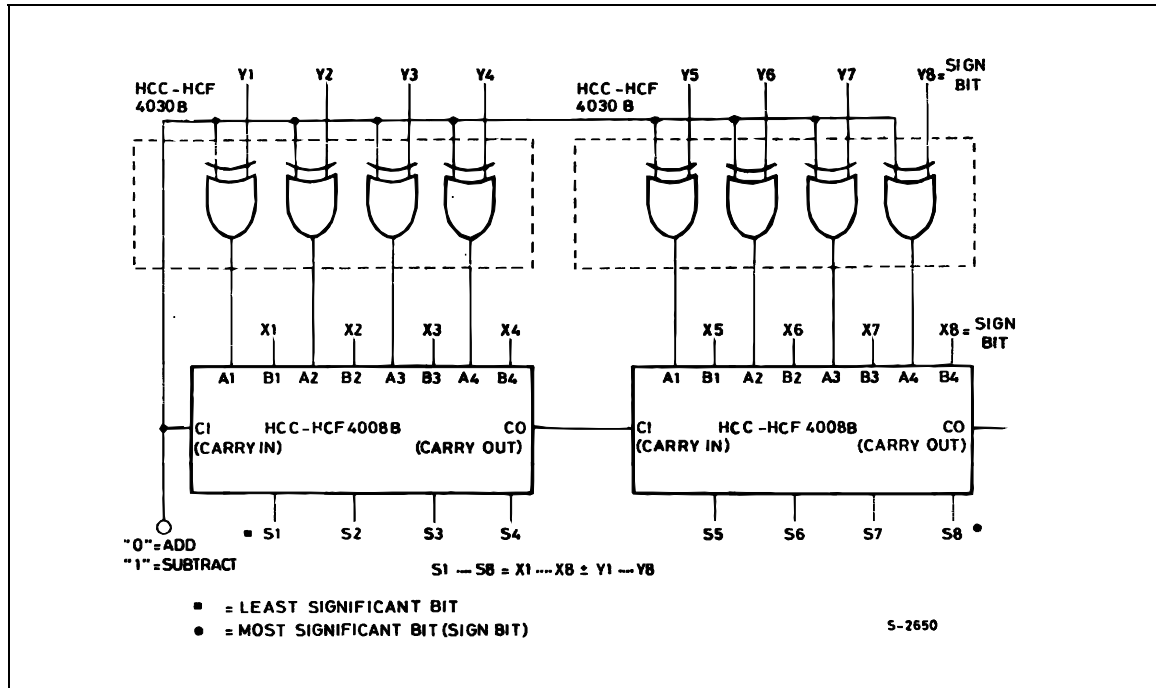 HCC-HCF
4030B
Y1 Y2 Y3 Y4
HCC-HCF
4030B
Y5 Y6 Y7 Y8= SIGN
BIT
X1 X2 X3 X4
X5 X6 X7 X8= SIGN
BIT
A1 B1 A2 B2 A3 B3 A4 B4
CI HCC-HCF 4008B CO
(CARRY IN) (CARRY OUT)
A1 B1 A2 B2 A3 B3 A4 B4
CI HCC-HCF 4008B CO
(CARRY IN) (CARRY OUT)
"0"=ADD
"1"=SUBTRACT
■ S1 S2 S3 S4
S5 S6 S7 S8 ●
S1 ---- S8 = X1 ---- X8 ± Y1 ---- Y8
■ = LEAST SIGNIFICANT BIT
● = MOST SIGNIFICANT BIT (SIGN BIT)
S-2650